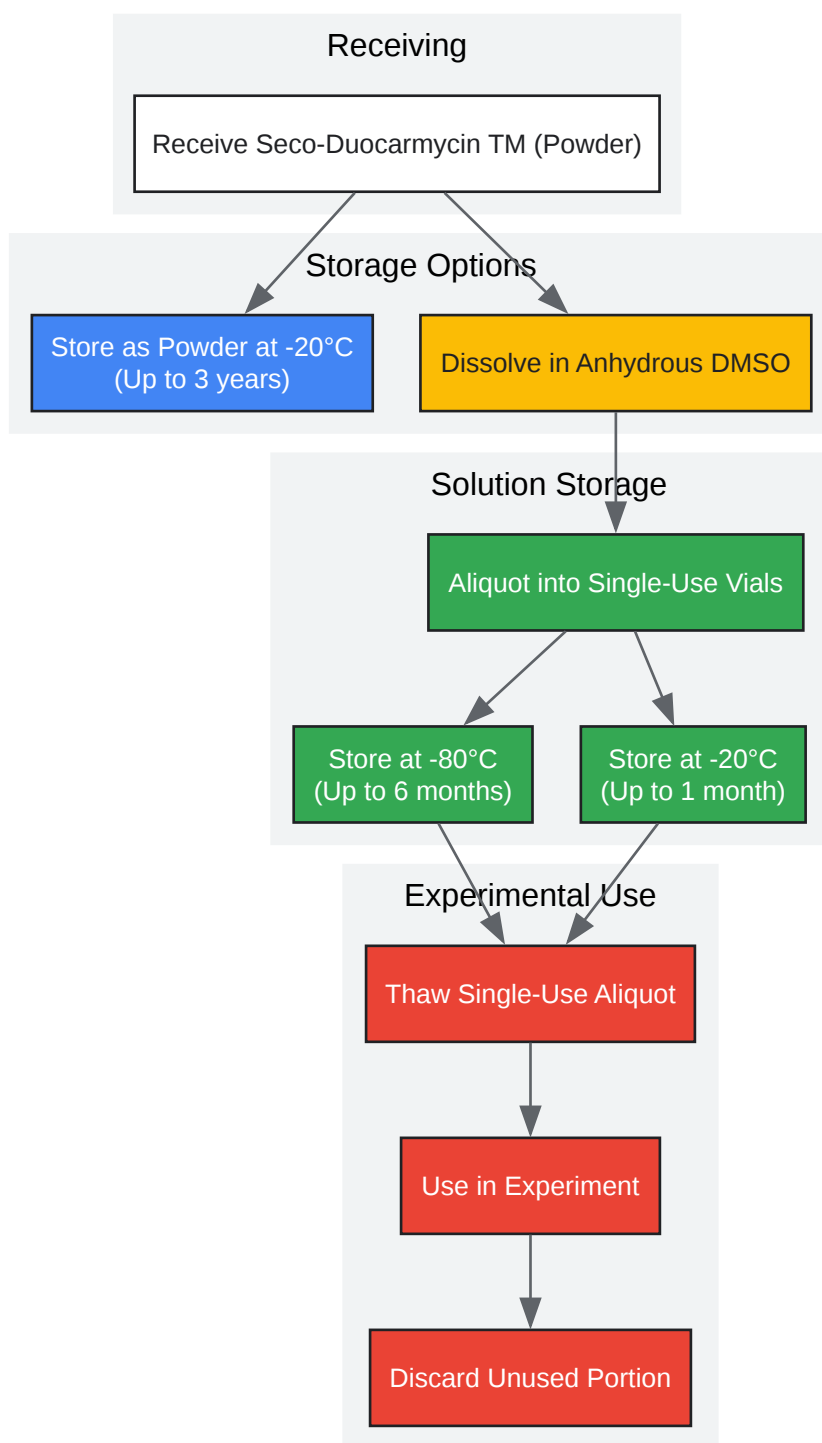 Receiving
Receive Seco-Duocarmycin TM (Powder)
Storage Options
Store as Powder at -20°C
(Up to 3 years)
Dissolve in Anhydrous DMSO
Solution Storage
Aliquot into Single-Use Vials
Store at -80°C
(Up to 6 months)
Store at -20°C
(Up to 1 month)
Experimental Use
Thaw Single-Use Aliquot
Use in Experiment
Discard Unused Portion